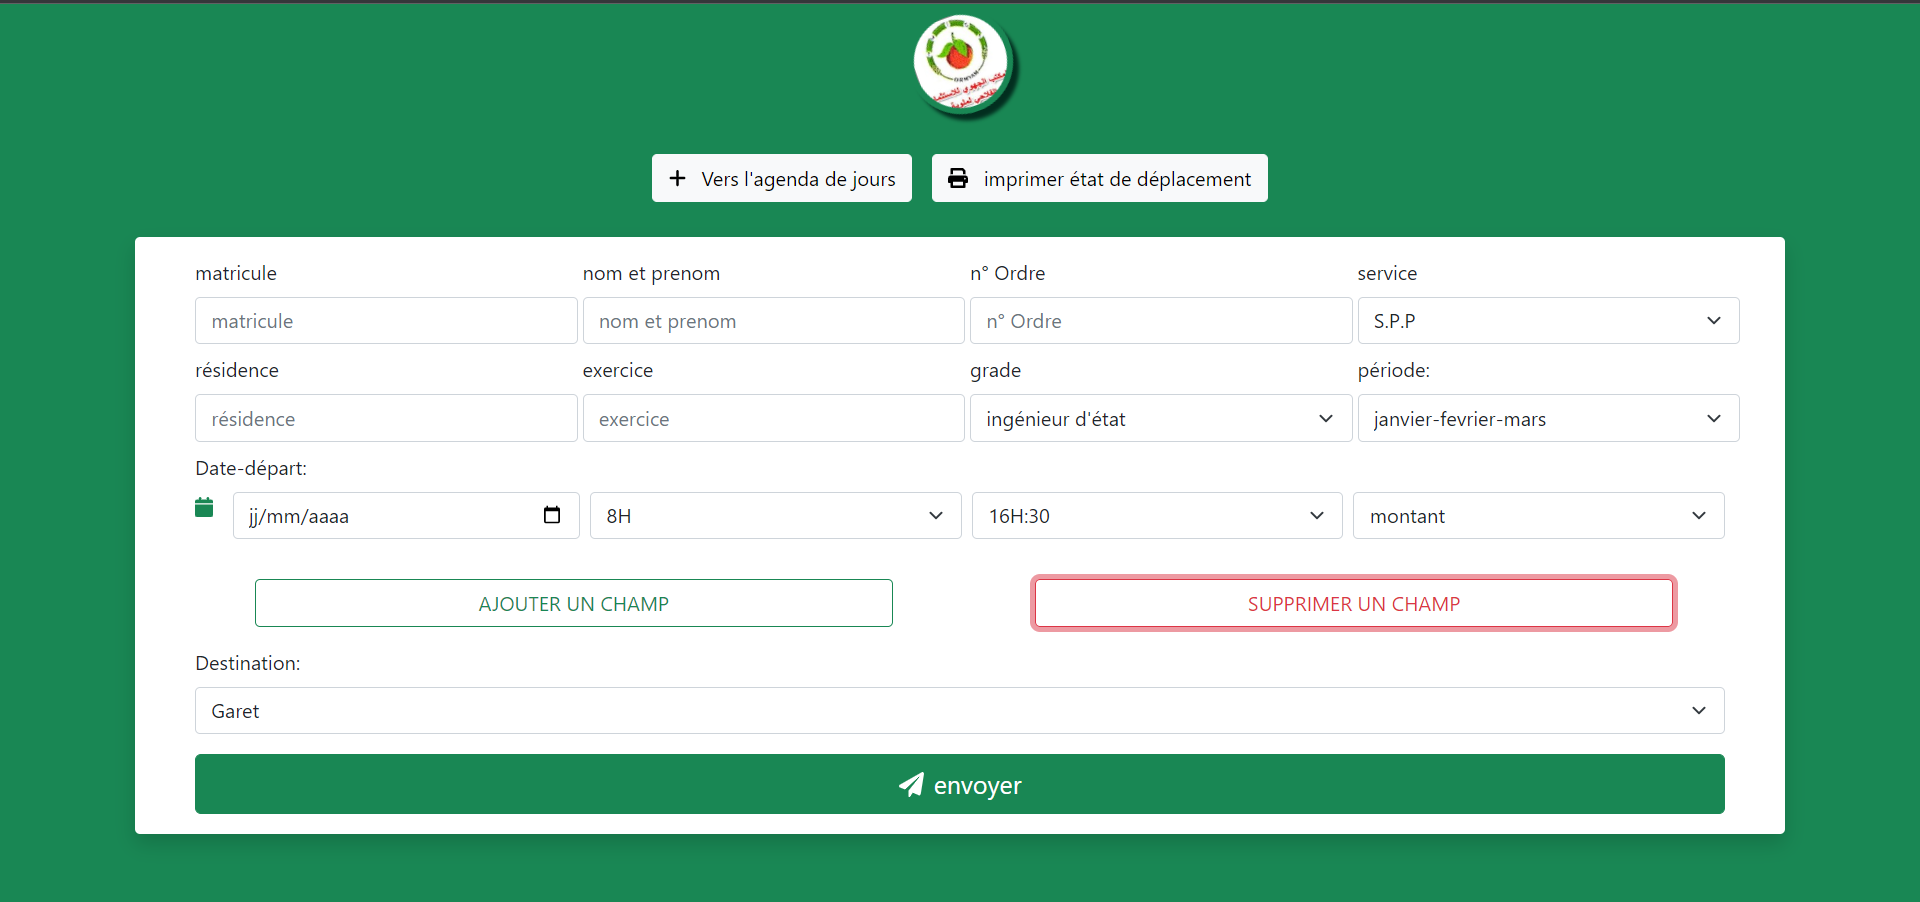 ORMVAM
Vers l'agenda de jours
imprimer état de déplacement
matricule
nom et prenom
n° Ordre
service
matricule
nom et prenom
n° Ordre
S.P.P
résidence
exercice
grade
période:
résidence
exercice
ingénieur d'état
janvier-fevrier-mars
Date-départ:
jj/mm/aaaa
8H
16H:30
montant
AJOUTER UN CHAMP
SUPPRIMER UN CHAMP
Destination:
Garet
envoyer